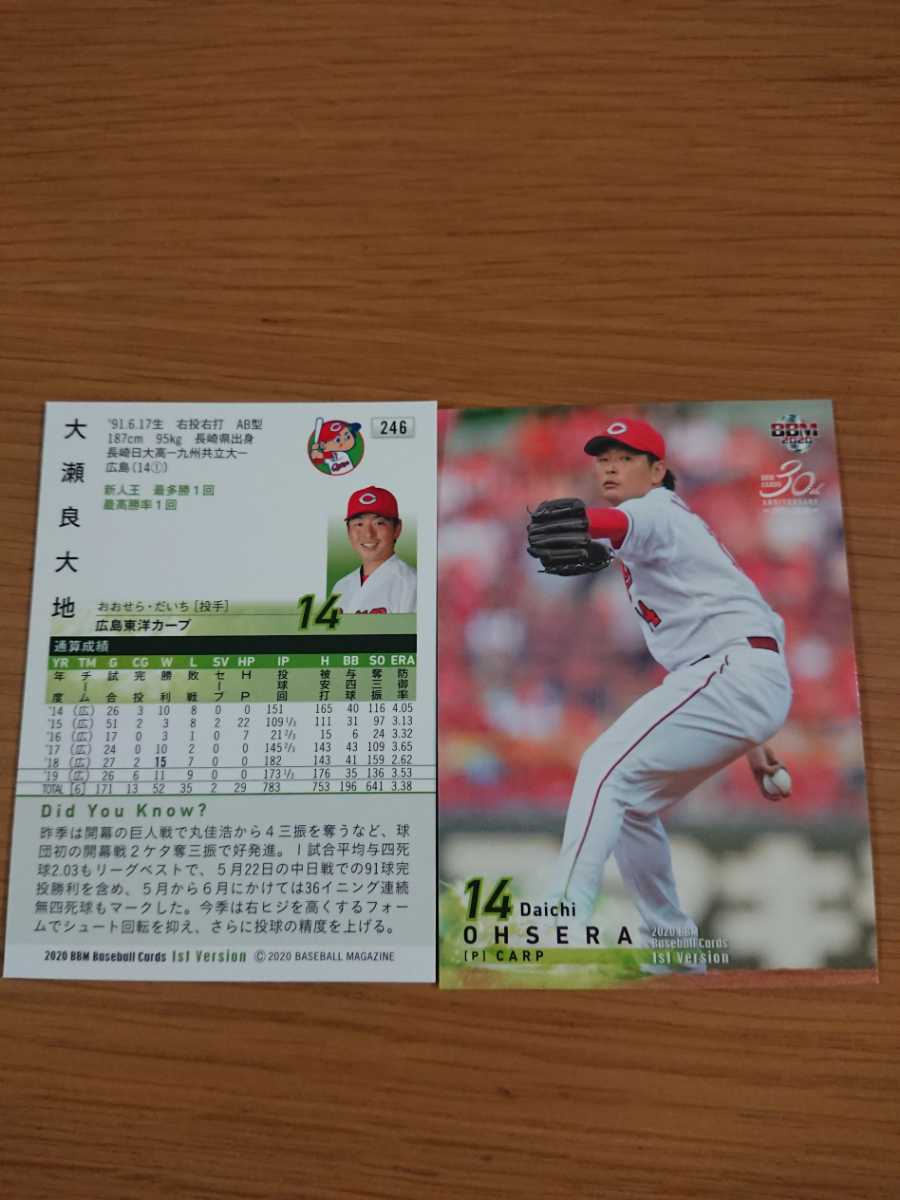 大瀬良大地
'91.6.17生 右投右打 AB型
187cm 95kg 長崎県出身
長崎日大高ー九州共立大ー
広島(14①)
新人王 最多勝1回
最高勝率1回
246
おおせら・だいち[投手]
広島東洋カープ
14
通算成績
YR TM G CG W L SV HP IP H BB SO ERA
年度 チーム 試合 完投 勝利 敗戦 セーブ HP 投球回 被安打 与四球 奪三振 防御率
'14 (広) 26 3 10 8 0 0 151 165 40 116 4.05
'15 (広) 51 2 3 8 2 22 109 1/3 111 31 97 3.13
'16 (広) 17 0 3 1 0 7 21 2/3 15 6 24 3.32
'17 (広) 24 0 10 2 0 0 145 2/3 143 43 109 3.65
'18 (広) 27 2 15 7 0 0 182 143 41 159 2.62
'19 (広) 26 6 11 9 0 0 173 1/3 176 35 136 3.53
TOTAL [6] 171 13 52 35 2 29 783 753 196 641 3.38
Did You Know?
昨季は開幕の巨人戦で丸佳浩から4三振を奪うなど、球
団初の開幕戦2ケタ奪三振で好発進。1試合平均与四死
球2.03もリーグベストで、5月22日の中日戦での91球完
投勝利を含め、5月から6月にかけては36イニング連続
無四死球もマークした。今季は右ヒジを高くするフォー
ムでシュート回転を抑え、さらに投球の精度を上げる。
2020 BBM Baseball Cards 1st Version ©2020 BASEBALL MAGAZINE
BBM
2020
BBM CARDS 30th
ANNIVERSARY
14 Daichi
OHSERA
[P] CARP
2020 BBM
Baseball Cards
1st Version